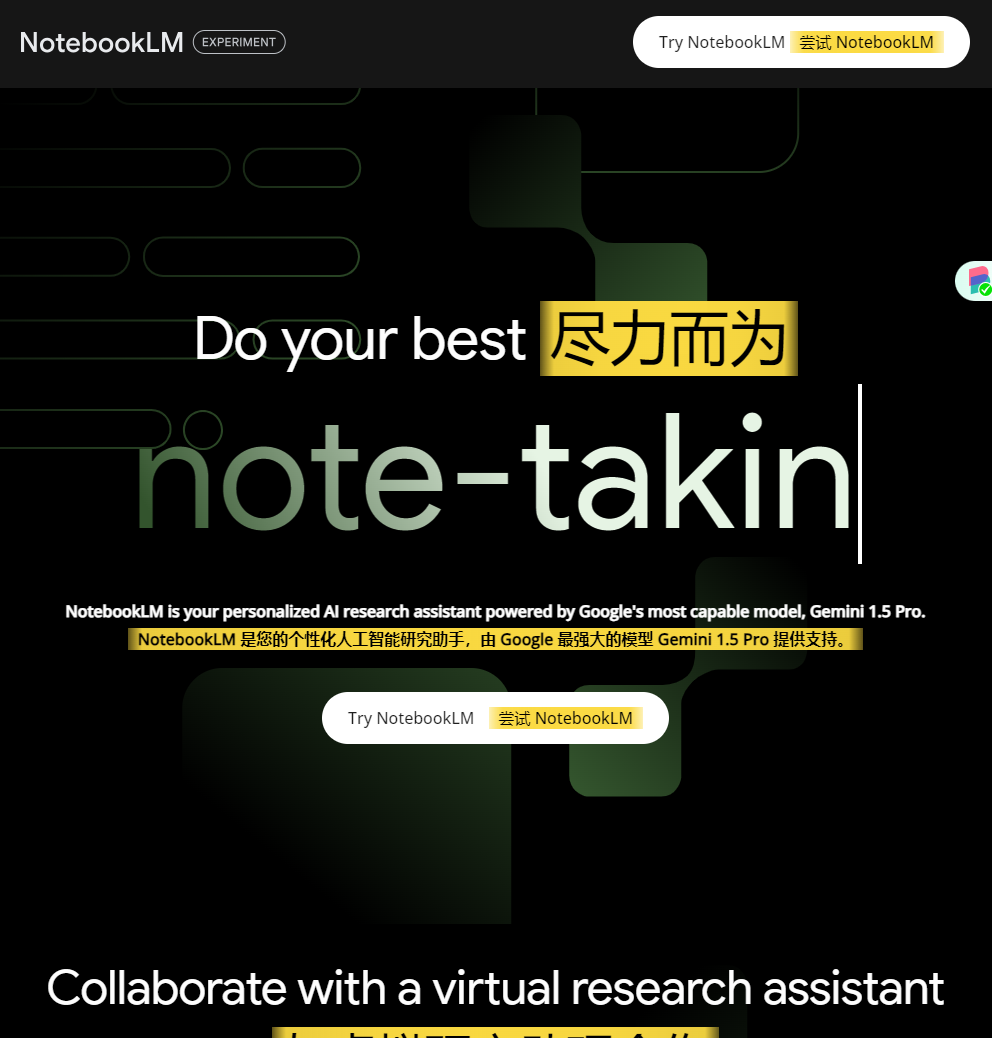 NotebookLM EXPERIMENT
Try NotebookLM 尝试 NotebookLM
Do your best 尽力而为
note-takin
NotebookLM is your personalized AI research assistant powered by Google's most capable model, Gemini 1.5 Pro.
NotebookLM 是您的个性化人工智能研究助手，由 Google 最强大的模型 Gemini 1.5 Pro 提供支持。
Try NotebookLM 尝试 NotebookLM
Collaborate with a virtual research assistant